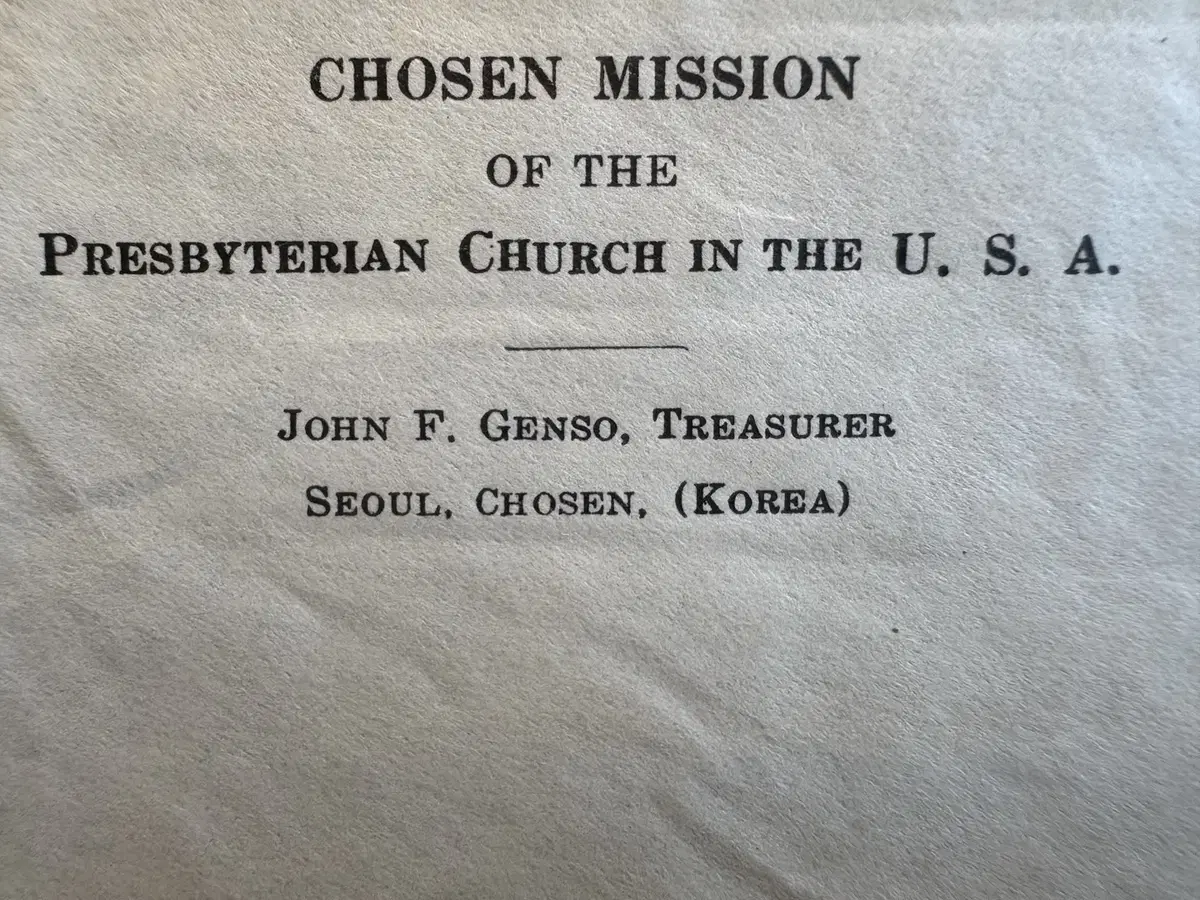 CHOSEN MISSION
OF THE
PRESBYTERIAN CHURCH IN THE U. S. A.
JOHN F. GENSO, TREASURER
SEOUL, CHOSEN, (KOREA)